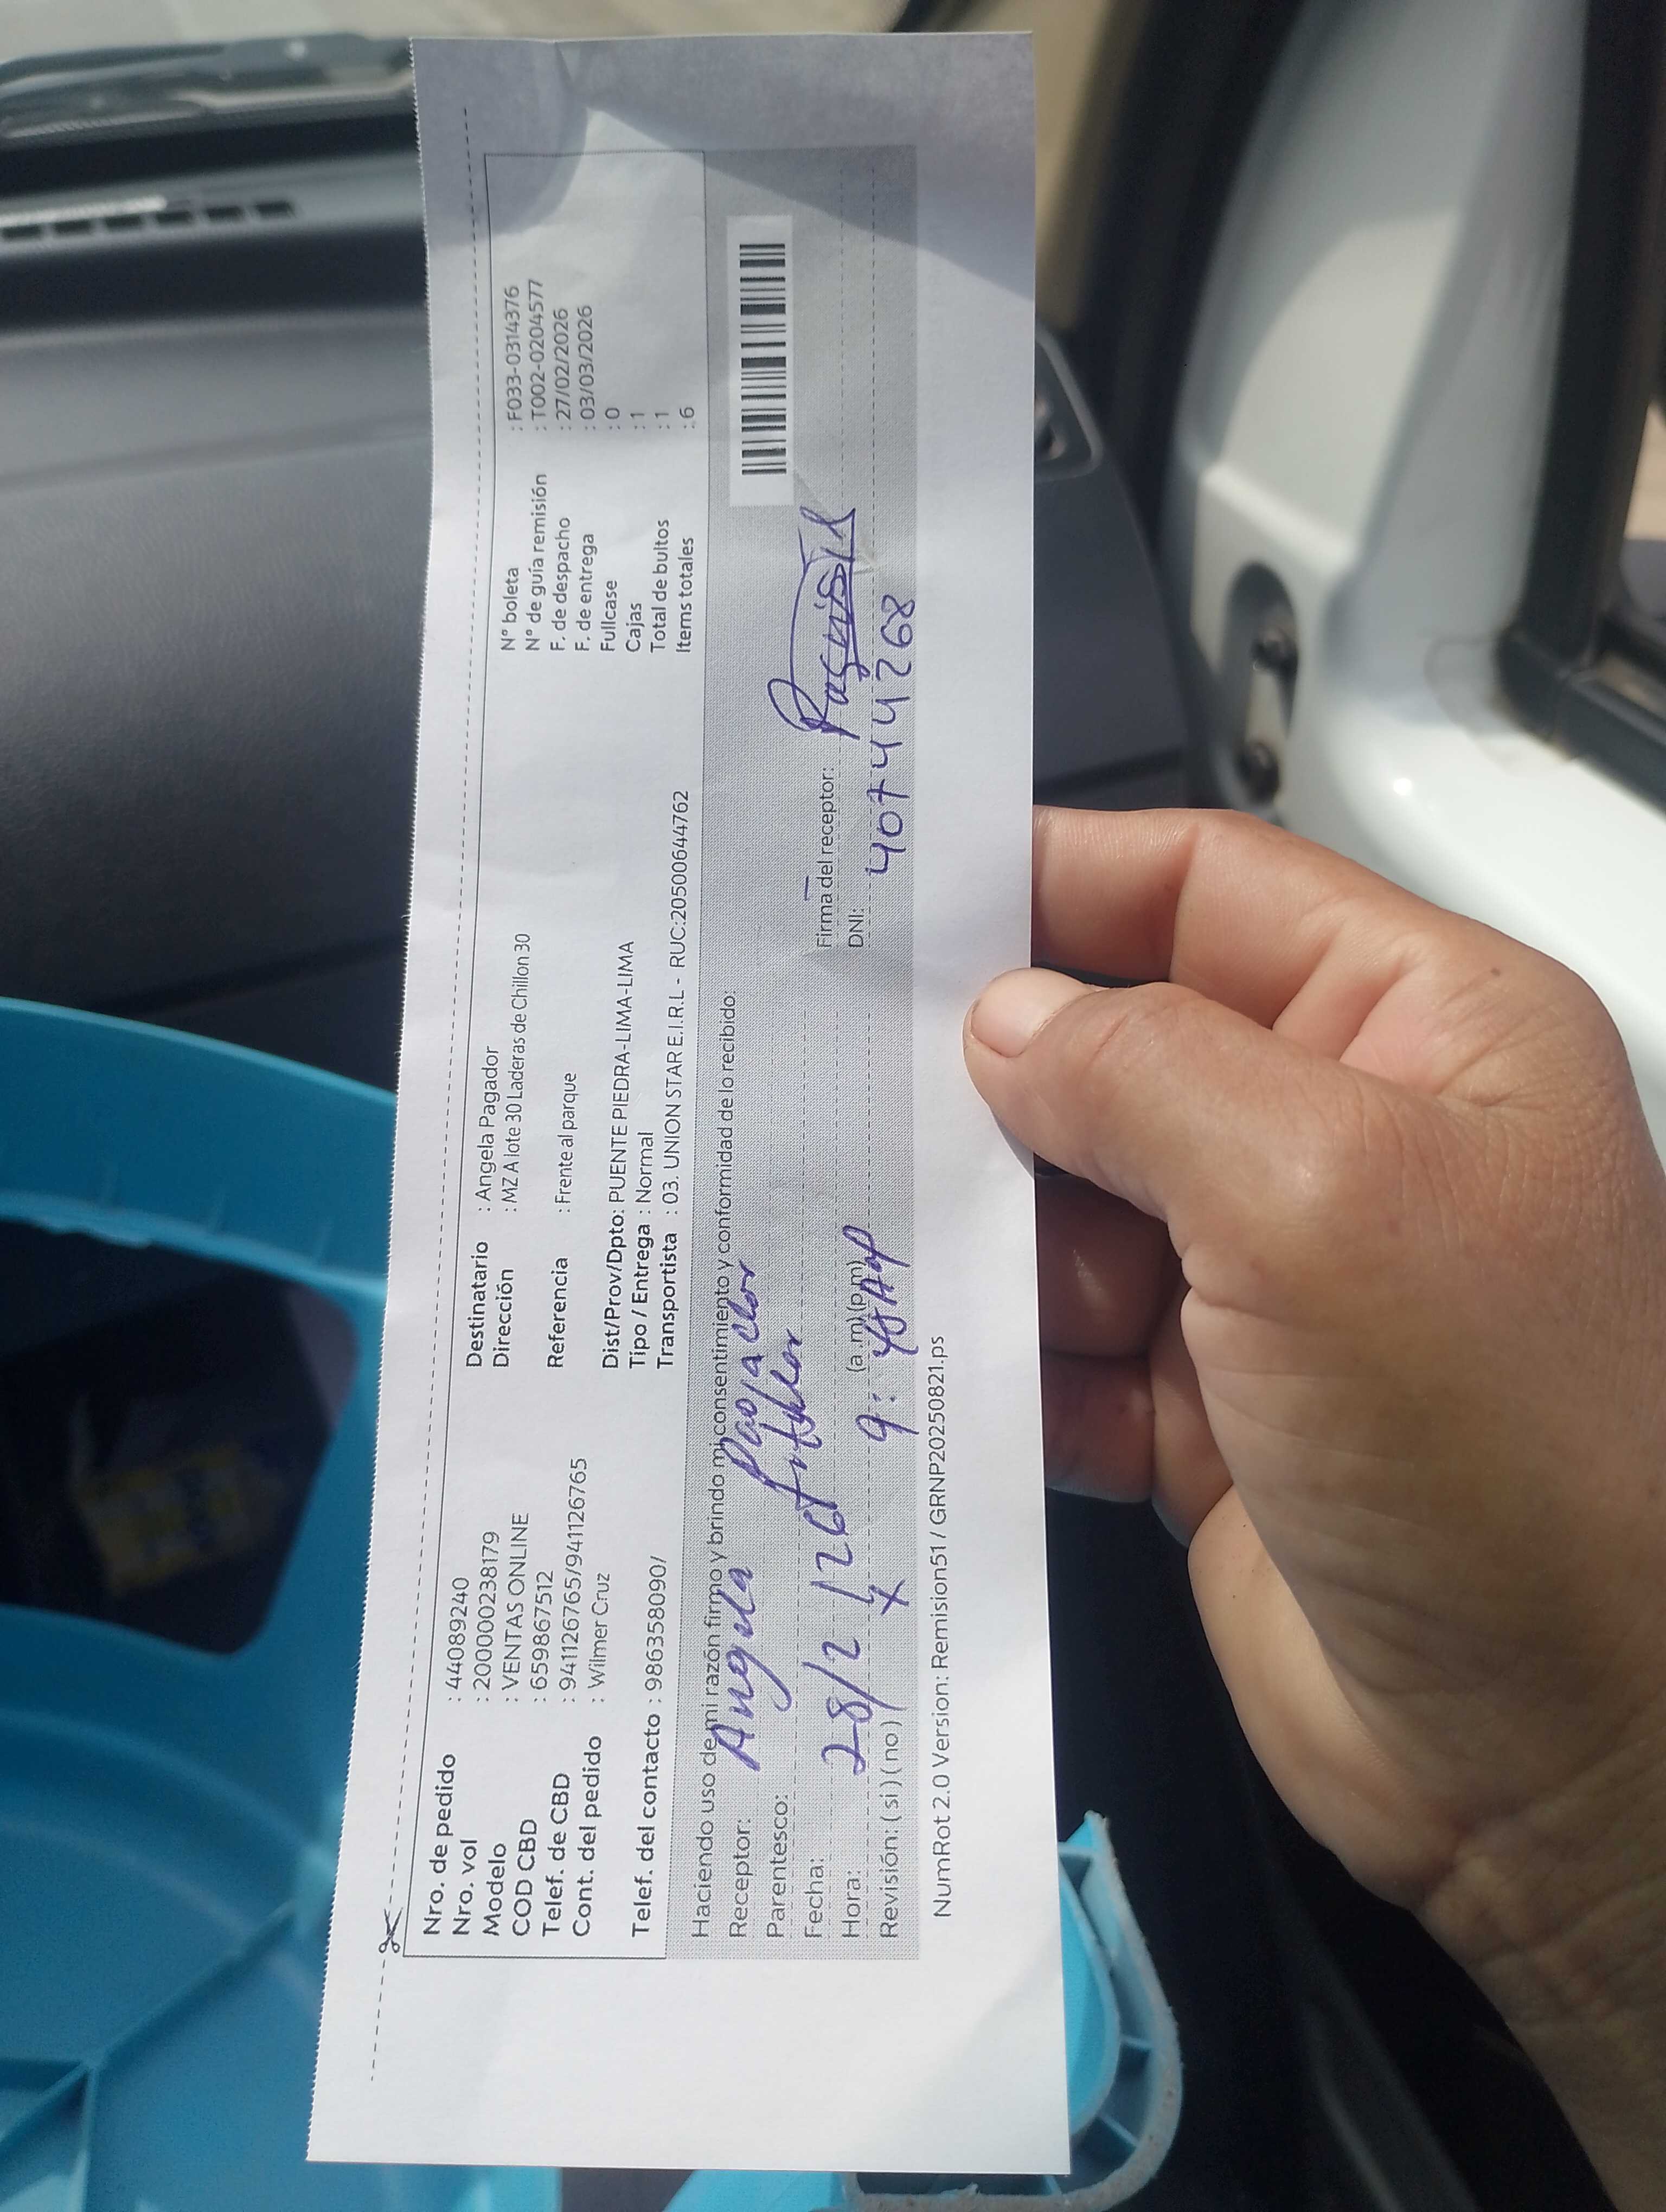 Nro. de pedido : 44089240
Nro. vol : 200000238179
Modelo : VENTAS ONLINE
COD CBD : 659867512
Telef. de CBD : 941126765/941126765
Cont. del pedido : Wilmer Cruz
Telef. del contacto : 986358090/
Destinatario : Angela Pagador
Dirección : MZ A lote 30 Laderas de Chillon 30
Referencia : Frente al parque
Dist/Prov/Dpto: PUENTE PIEDRA-LIMA-LIMA
Tipo / Entrega : Normal
Transportista : 03. UNION STAR E.I.R.L - RUC:20500644762
N° boleta : F033-0314376
N° de guía remisión : T002-0204577
F. de despacho : 27/02/2026
F. de entrega : 03/03/2026
Fullcase : 0
Cajas : 1
Total de bultos : 1
Items totales : 6
Haciendo uso de mi razón firmo y brindo mi consentimiento y conformidad de lo recibido:
Receptor: Angela Pagador
Parentesco:
Fecha: 28/2/26
Hora: 9: (a.m) (p.m)
Revisión: ( si ) ( no ) X
Firma del receptor:
DNI: 40744268
NumRot 2.0 Version: Remision51 / GRNP20250821.ps